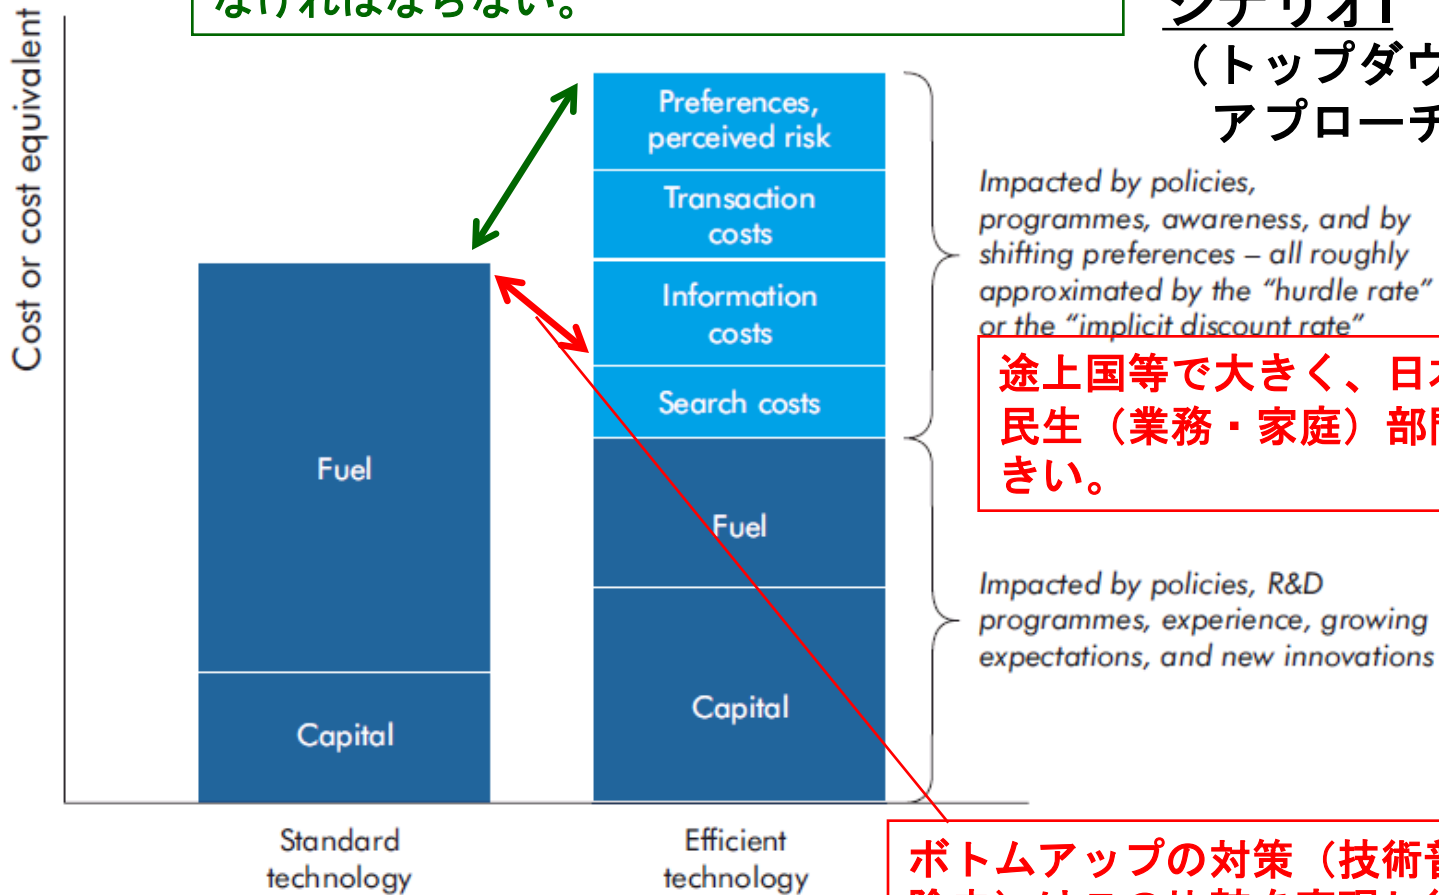 なければならない。
シナリオI
（トップダウ
アプローチ
Cost or cost equivalent
Preferences,
perceived risk
Transaction
costs
Information
costs
Search costs
Fuel
Capital
Fuel
Capital
Impacted by policies,
programmes, awareness, and by
shifting preferences – all roughly
approximated by the “hurdle rate”
or the “implicit discount rate”
途上国等で大きく、日本
民生（業務・家庭）部門
きい。
Impacted by policies, R&D
programmes, experience, growing
expectations, and new innovations
Standard
technology
Efficient
technology
ボトムアップの対策（技術普